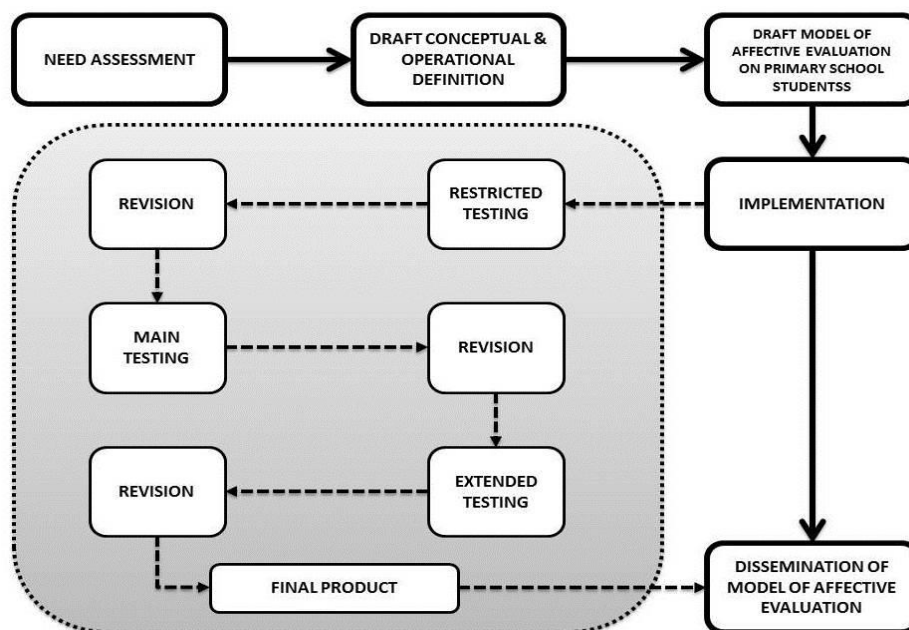 NEED ASSESSMENT
DRAFT CONCEPTUAL &
OPERATIONAL
DEFINITION
DRAFT MODEL OF
AFFECTIVE EVALUATION
ON PRIMARY SCHOOL
STUDENTSS
REVISION
RESTRICTED
TESTING
IMPLEMENTATION
MAIN
TESTING
REVISION
REVISION
EXTENDED
TESTING
FINAL PRODUCT
DISSEMINATION OF
MODEL OF AFFECTIVE
EVALUATION